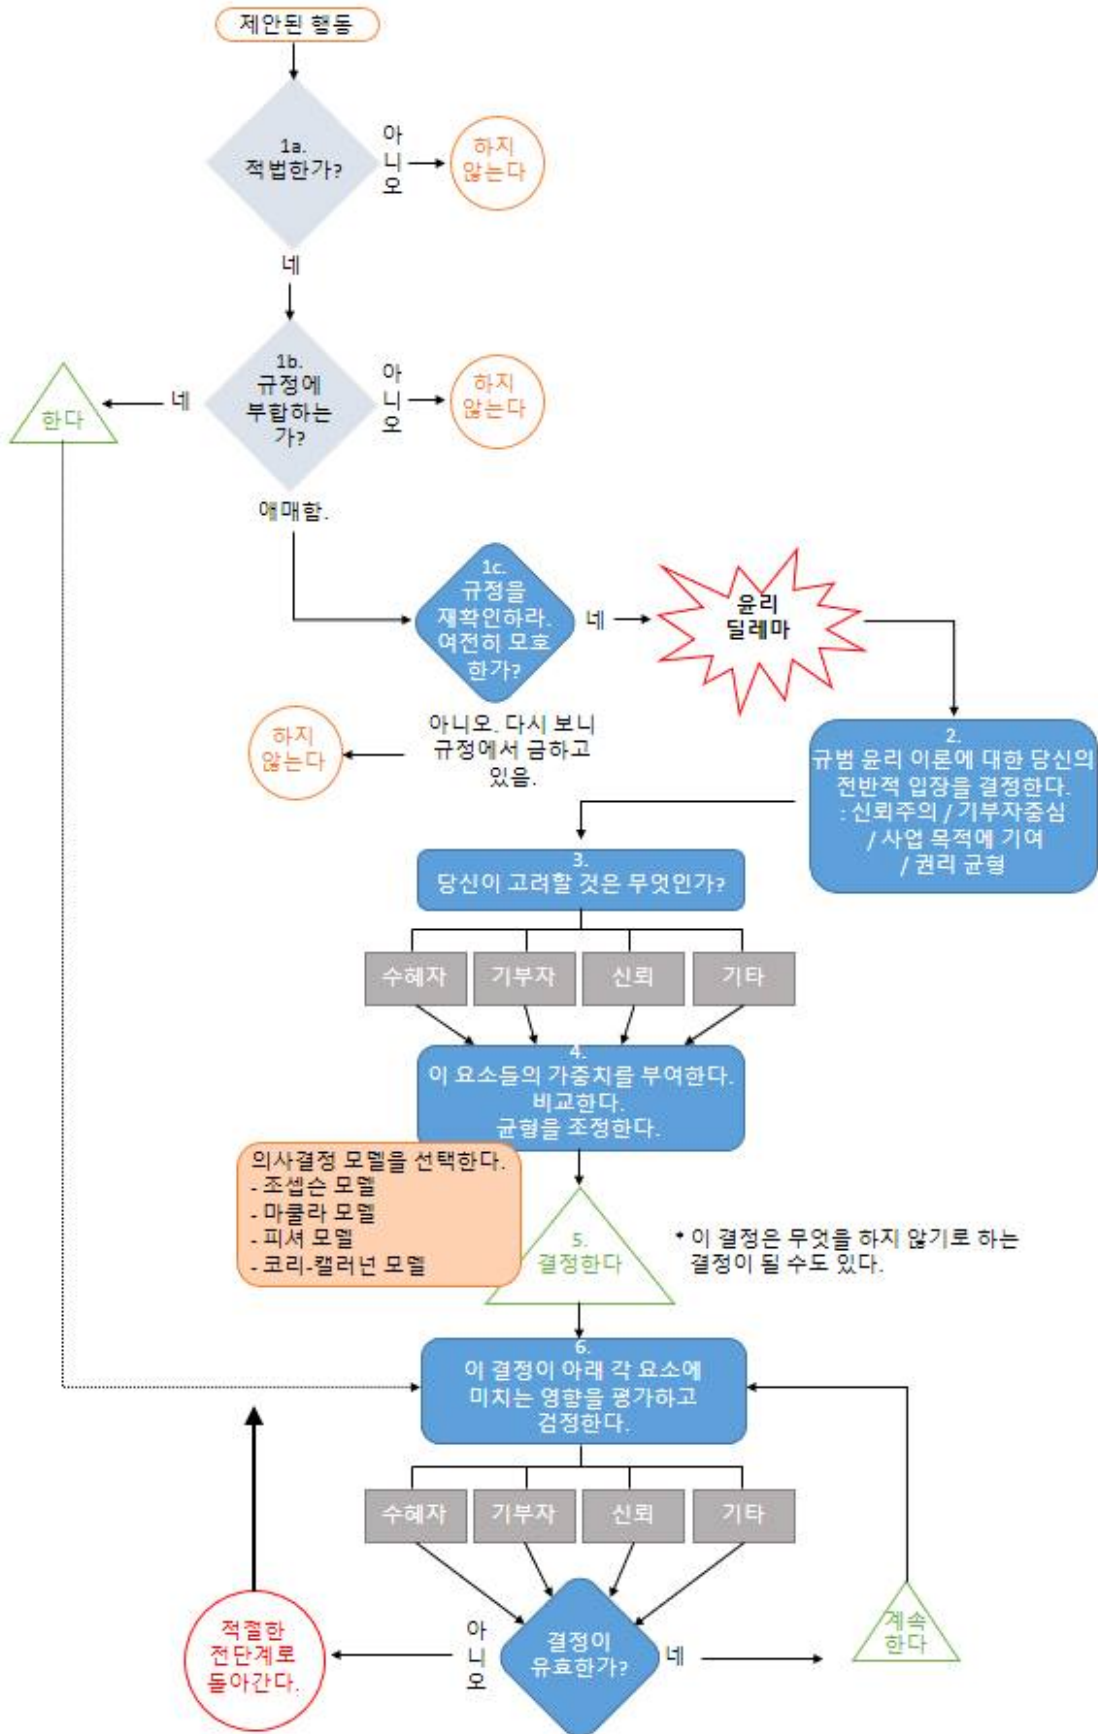 제안된 행동
1a.
적법한가?
아
니
오
하지
않는다
네
1b.
규정에
부합하는
가?
아
니
오
하지
않는다
네
한다
애매함.
1c.
규정을
재확인하라.
여전히 모호
한가?
네
윤리
딜레마
아니오. 다시 보니
규정에서 금하고
있음.
하지
않는다
2.
규범 윤리 이론에 대한 당신의
전반적 입장을 결정한다.
: 신뢰주의 / 기부자중심
/ 사업 목적에 기여
/ 권리 균형
3.
당신이 고려할 것은 무엇인가?
수혜자
기부자
신뢰
기타
4.
이 요소들의 가중치를 부여한다.
비교한다.
균형을 조정한다.
의사결정 모델을 선택한다.
- 조셉슨 모델
- 마쿨라 모델
- 피셔 모델
- 코리-캘러넌 모델
5.
결정한다
* 이 결정은 무엇을 하지 않기로 하는
결정이 될 수도 있다.
6.
이 결정이 아래 각 요소에
미치는 영향을 평가하고
검정한다.
수혜자
기부자
신뢰
기타
결정이
유효한가?
아
니
오
적절한
전단계로
돌아간다.
네
계속
한다